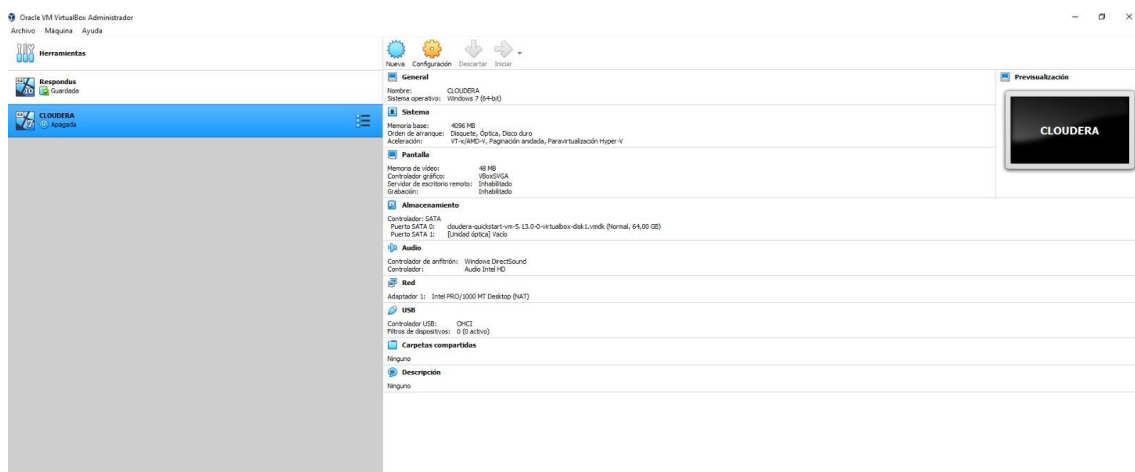 Oracle VM VirtualBox Administrador
Archivo Máquina Ayuda
Herramientas
Respondus
Guardada
CLOUDERA
Apagada
Nueva Configuración Descartar Iniciar
General
Nombre: CLOUDERA
Sistema operativo: Windows 7 (64-bit)
Sistema
Memoria base: 4096 MB
Orden de arranque: Disquete, Óptica, Disco duro
Aceleración: VT-x/AMD-V, Paginación anidada, Paravirtualización Hyper-V
Pantalla
Memoria de vídeo: 48 MB
Controlador gráfico: VBoxSVGA
Servidor de escritorio remoto: Inhabilitado
Grabación: Inhabilitado
Almacenamiento
Controlador: SATA
Puerto SATA 0: cloudera-quickstart-vm-5.13.0-0-virtualbox-disk1.vmdk (Normal, 64,00 GB)
Puerto SATA 1: [Unidad óptica] Vacío
Audio
Controlador de anfitrión: Windows DirectSound
Controlador: Audio Intel HD
Red
Adaptador 1: Intel PRO/1000 MT Desktop (NAT)
USB
Controlador USB: OHCI
Filtros de dispositivos: 0 (0 activo)
Carpetas compartidas
Ninguno
Descripción
Ninguno
Previsualización
CLOUDERA